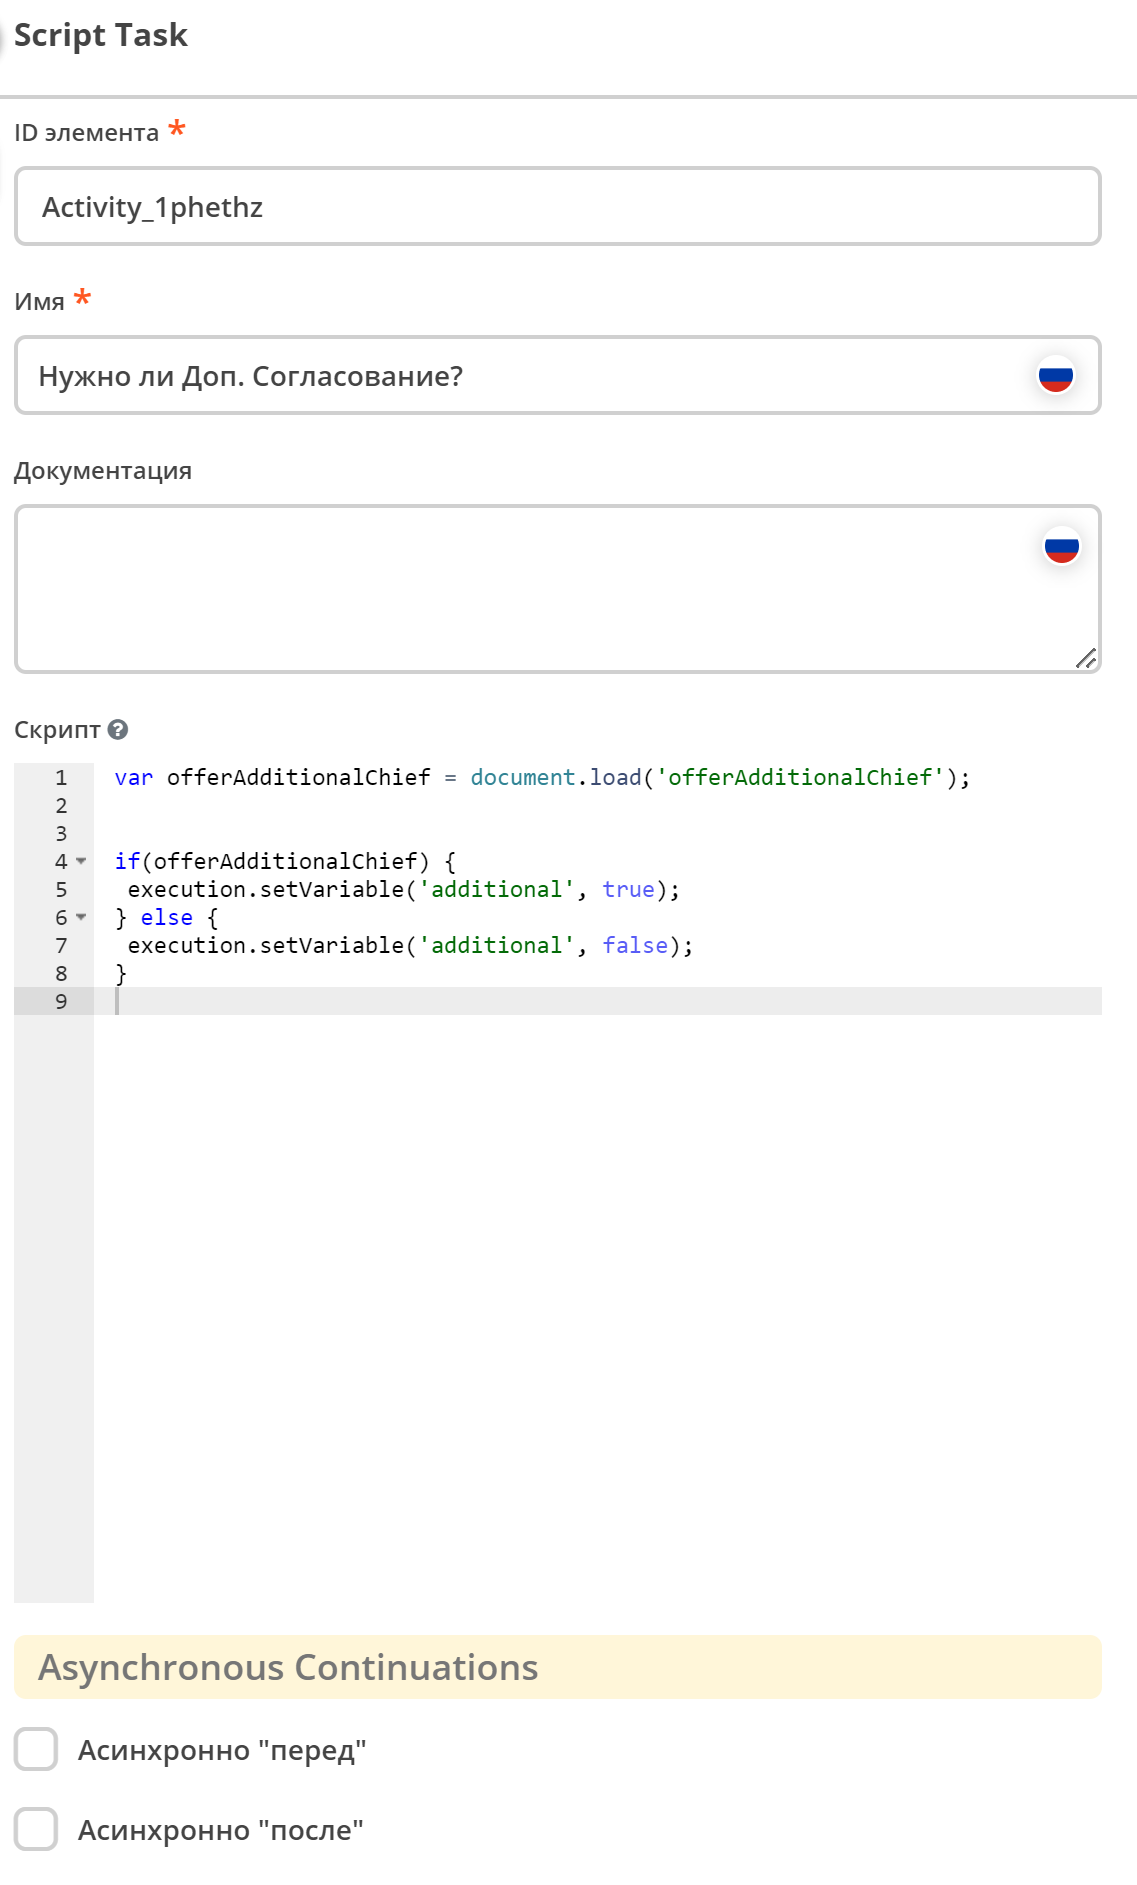 Script Task
ID элемента *
Activity_1phethz
Имя *
Нужно ли Доп. Согласование?
Документация
Скрипт ?
1 var offerAdditionalChief = document.load('offerAdditionalChief');
2
3
4 if(offerAdditionalChief) {
5  execution.setVariable('additional', true);
6 } else {
7  execution.setVariable('additional', false);
8 }
9
Asynchronous Continuations
Асинхронно "перед"
Асинхронно "после"